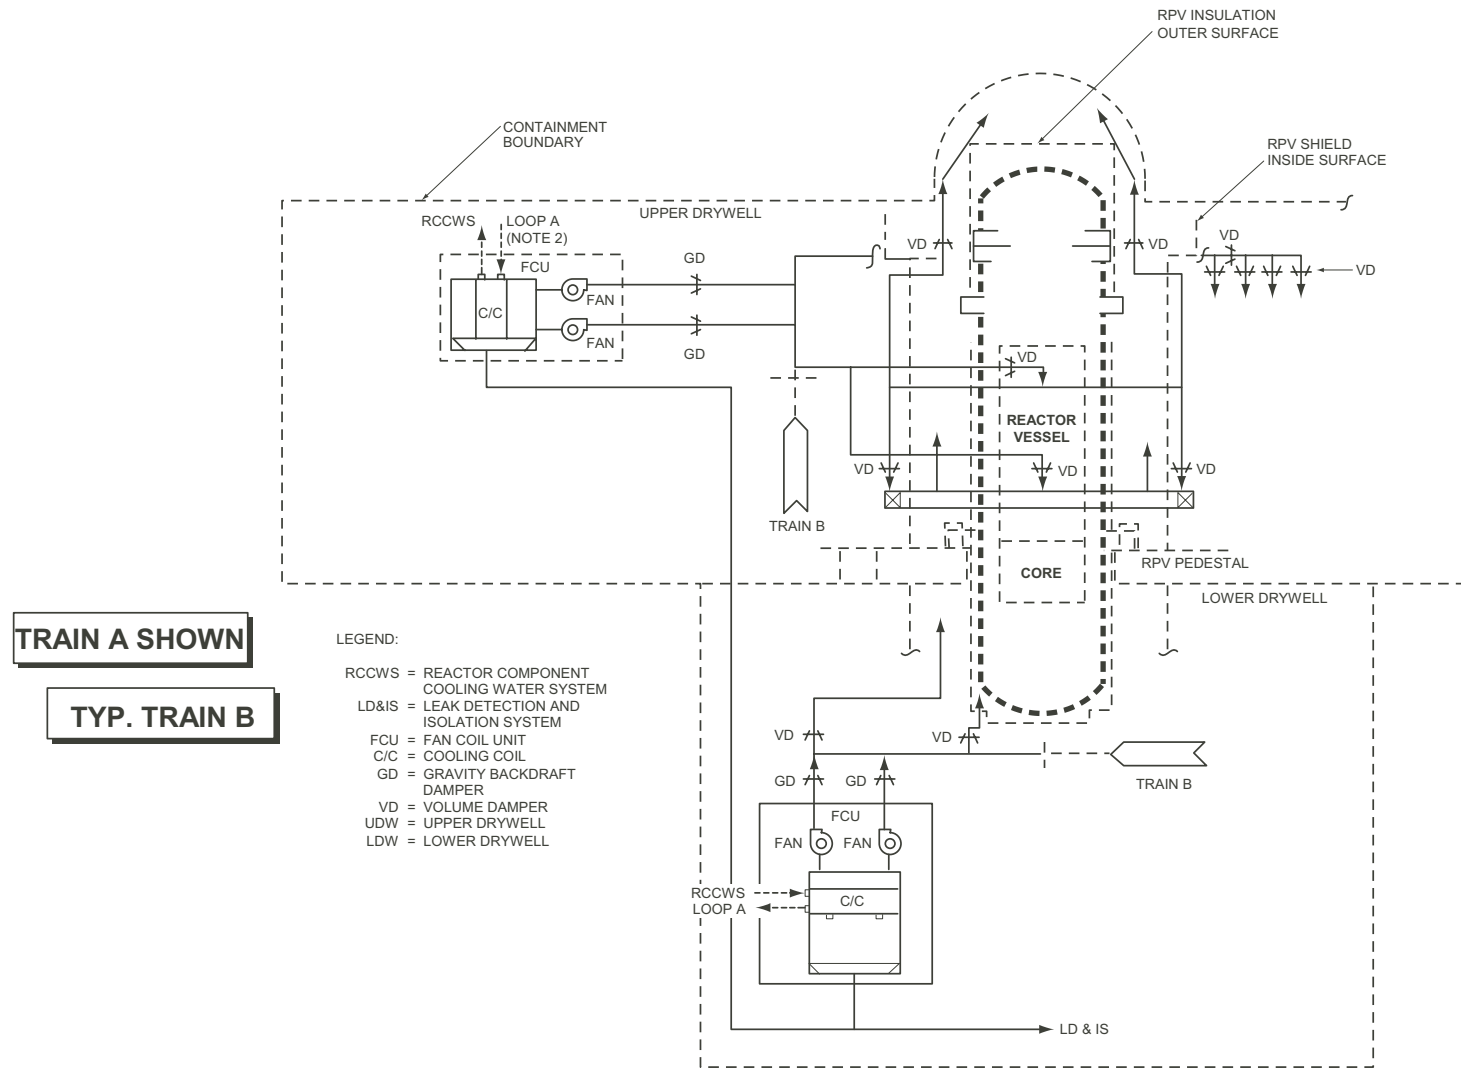 RPV INSULATION
OUTER SURFACE
CONTAINMENT
BOUNDARY
RPV SHIELD
INSIDE SURFACE
UPPER DRYWELL
RCCWS
LOOP A
(NOTE 2)
VD
VD
VD
VD
FCU
GD
C/C
FAN
FAN
GD
VD
REACTOR
VESSEL
VD
VD
VD
TRAIN B
CORE
RPV PEDESTAL
LOWER DRYWELL
TRAIN A SHOWN
TYP. TRAIN B
LEGEND:
RCCWS = REACTOR COMPONENT
COOLING WATER SYSTEM
LD&IS = LEAK DETECTION AND
ISOLATION SYSTEM
FCU = FAN COIL UNIT
C/C = COOLING COIL
GD = GRAVITY BACKDRAFT
DAMPER
VD = VOLUME DAMPER
UDW = UPPER DRYWELL
LDW = LOWER DRYWELL
VD
VD
GD
GD
TRAIN B
FCU
FAN
FAN
RCCWS
LOOP A
C/C
LD & IS